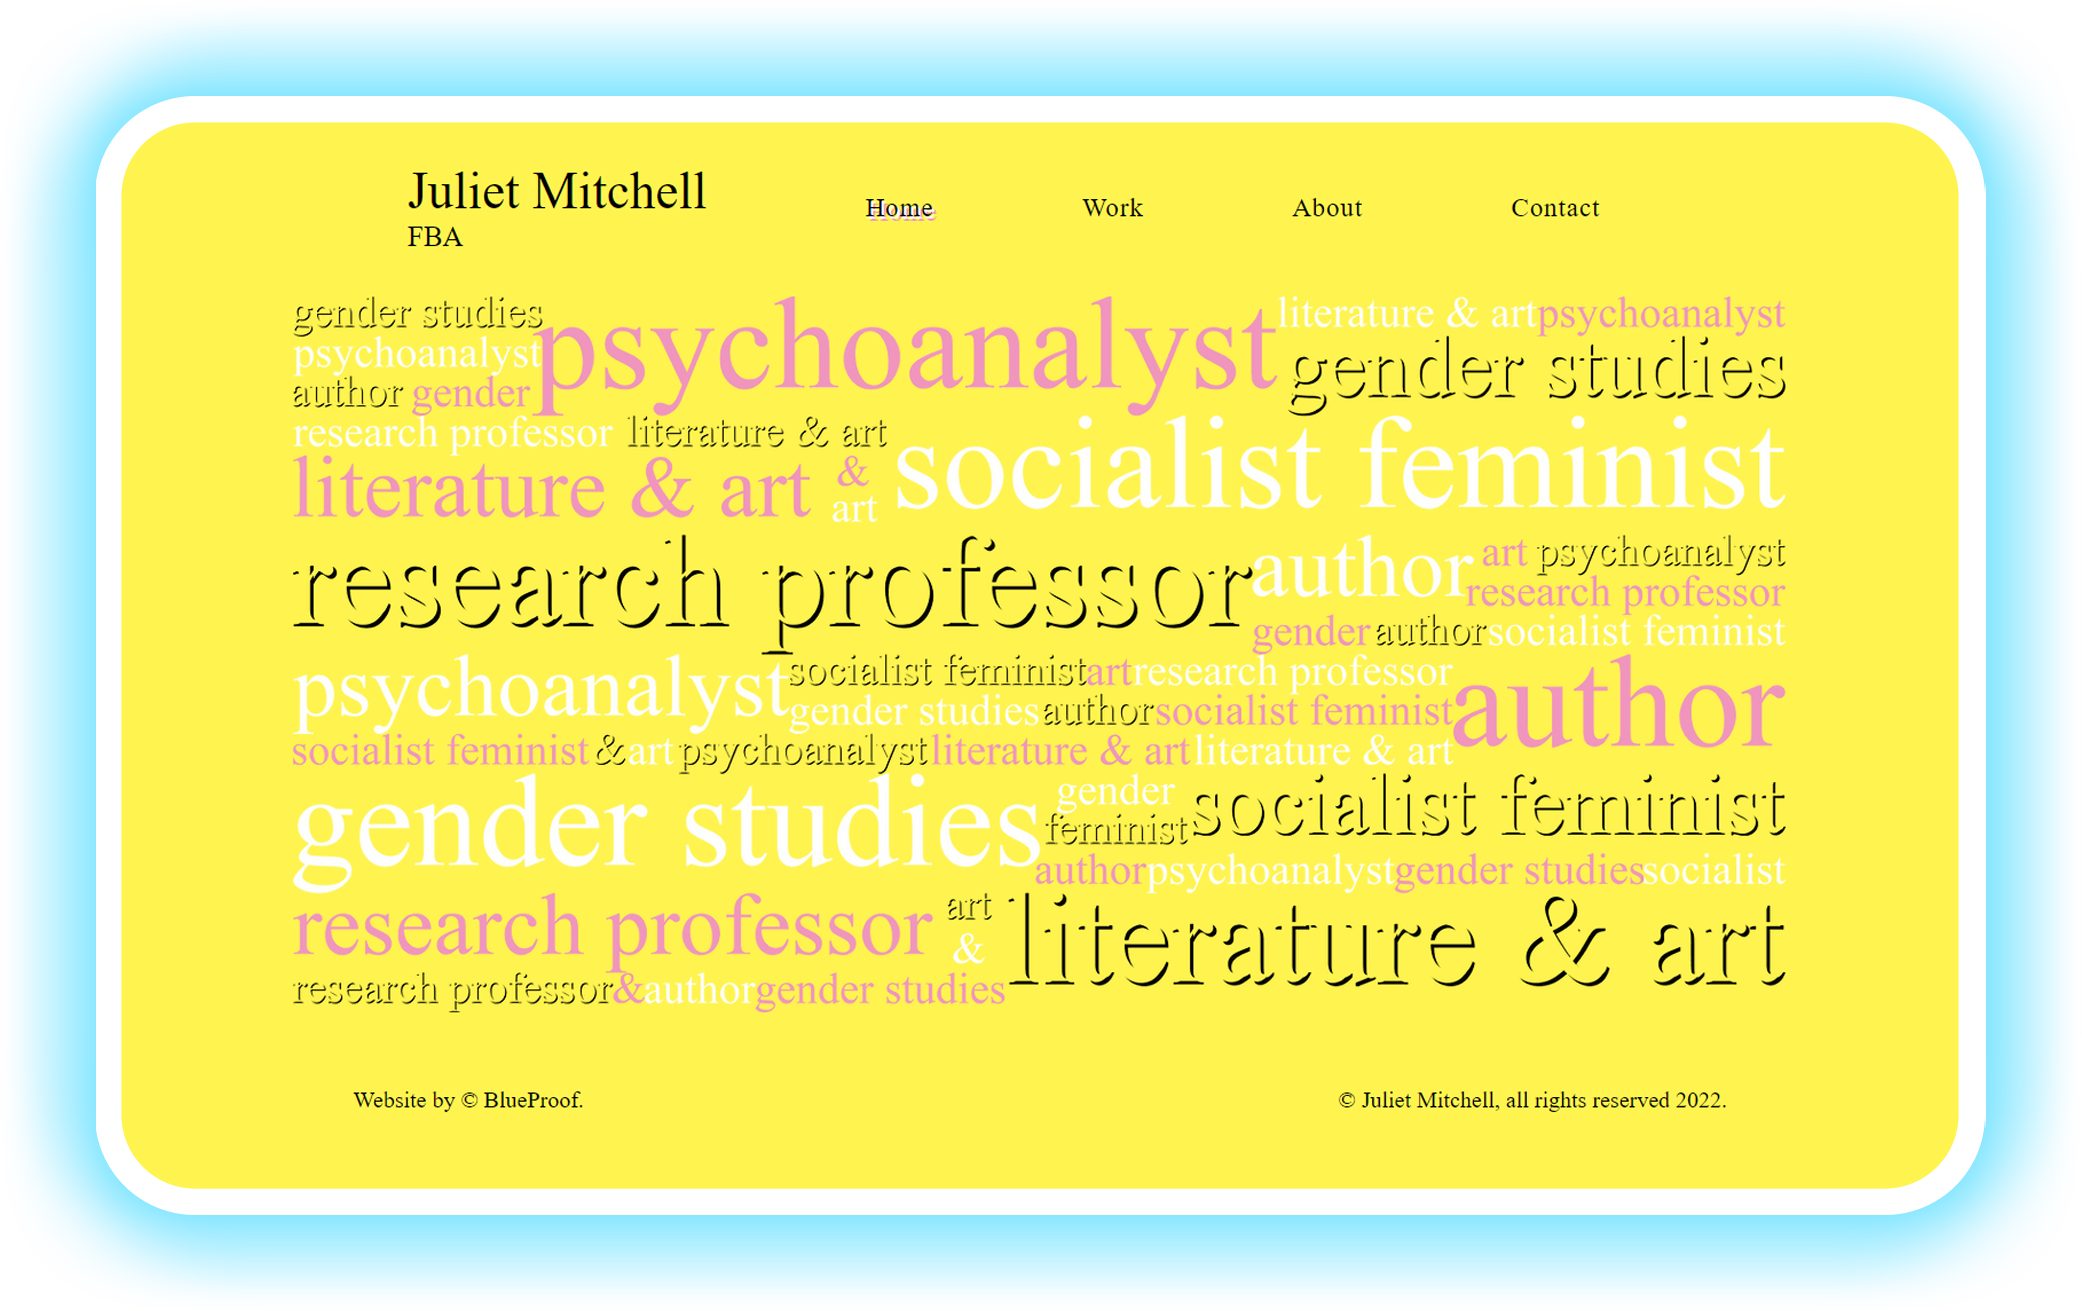 Juliet Mitchell
FBA
Home Work About Contact
gender studies psychoanalyst literature & art psychoanalyst
psychoanalyst gender studies
author gender
research professor literature & art socialist feminist
literature & art &
art
research professor author art psychoanalyst
research professor
gender author socialist feminist
psychoanalyst socialist feminist art research professor author
gender studies author socialist feminist
socialist feminist & art psychoanalyst literature & art literature & art
gender studies gender socialist feminist
feminist
author psychoanalyst gender studies socialist
research professor art literature & art
&
research professor & author gender studies
Website by © BlueProof. © Juliet Mitchell, all rights reserved 2022.